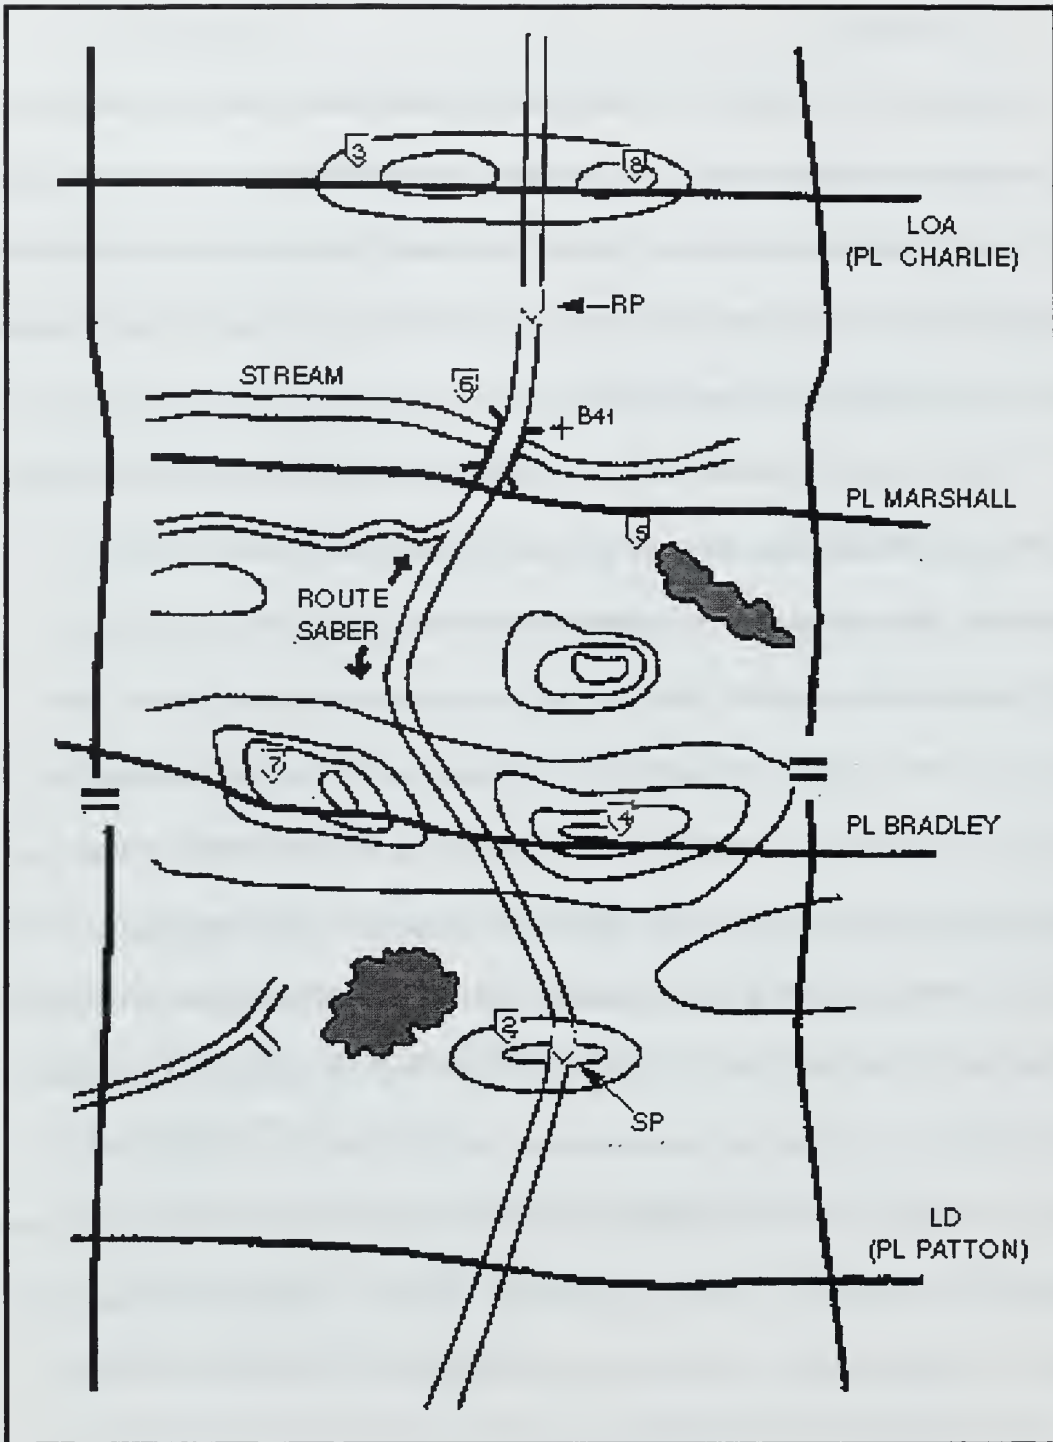 3
8
LOA
(PL CHARLIE)
RP
STREAM
6
B41
PL MARSHALL
5
ROUTE
SABER
7
4
PL BRADLEY
2
SP
LD
(PL PATTON)